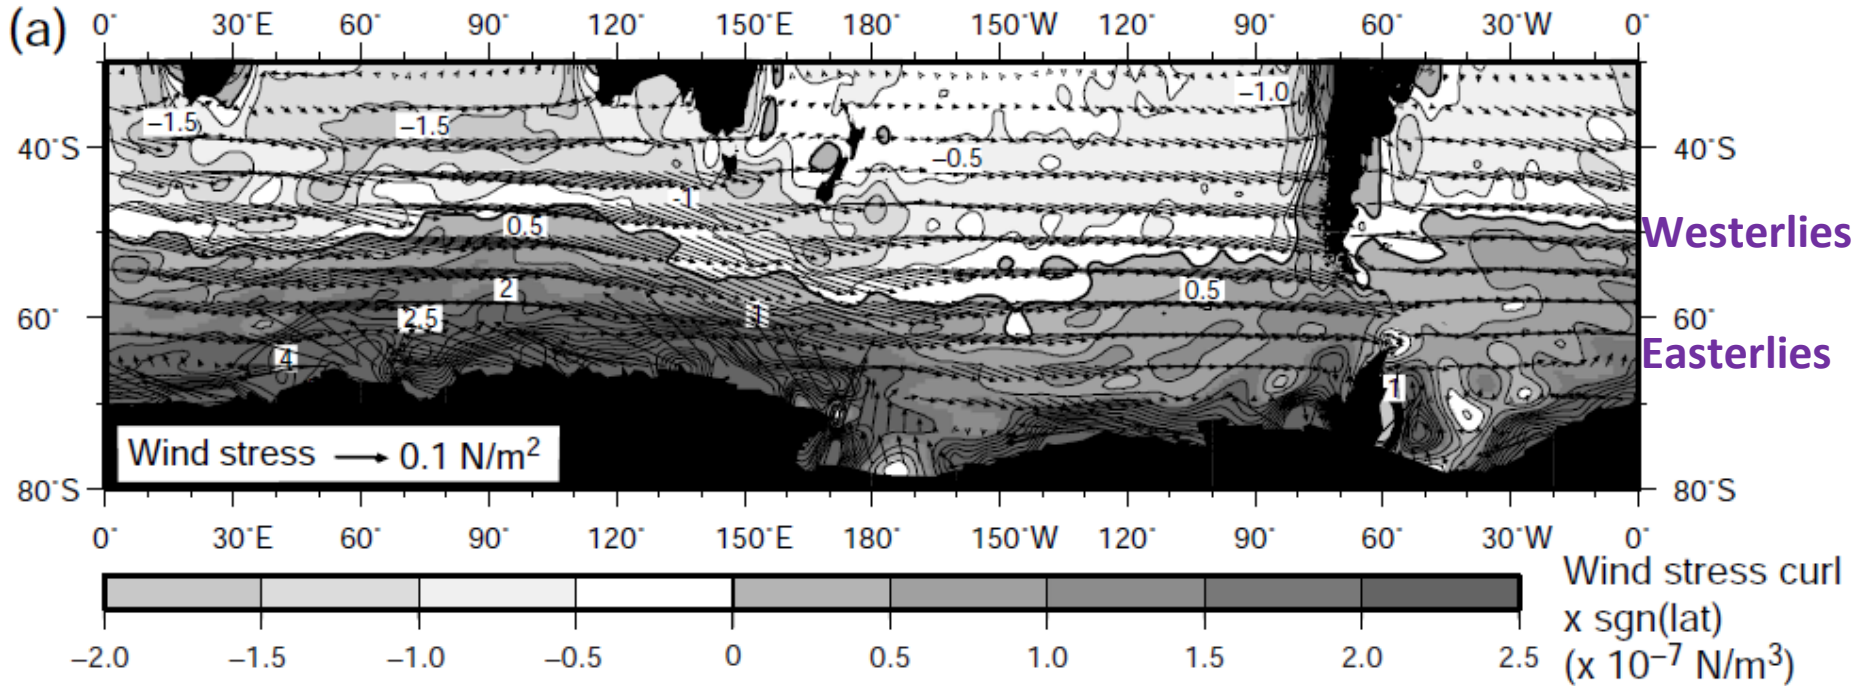 (a)
0° 30°E 60° 90° 120° 150°E 180° 150°W 120° 90° 60° 30°W 0°
−1.0
−1.5 −1.5
40°S −0.5 40°S
-1
0.5 Westerlies
2 0.5
60° 2.5 1 60°
4 Easterlies
1
Wind stress 0.1 N/m²
80°S 80°S
0° 30°E 60° 90° 120° 150°E 180° 150°W 120° 90° 60° 30°W 0°
Wind stress curl
x sgn(lat)
(x 10⁻⁷ N/m³)
−2.0 −1.5 −1.0 −0.5 0 0.5 1.0 1.5 2.0 2.5